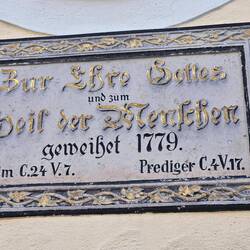 Zur Ehre Gottes
und zum
Heil der Menschen
geweihet 1779.
m C.24 V.7. Prediger C.4.V.17.